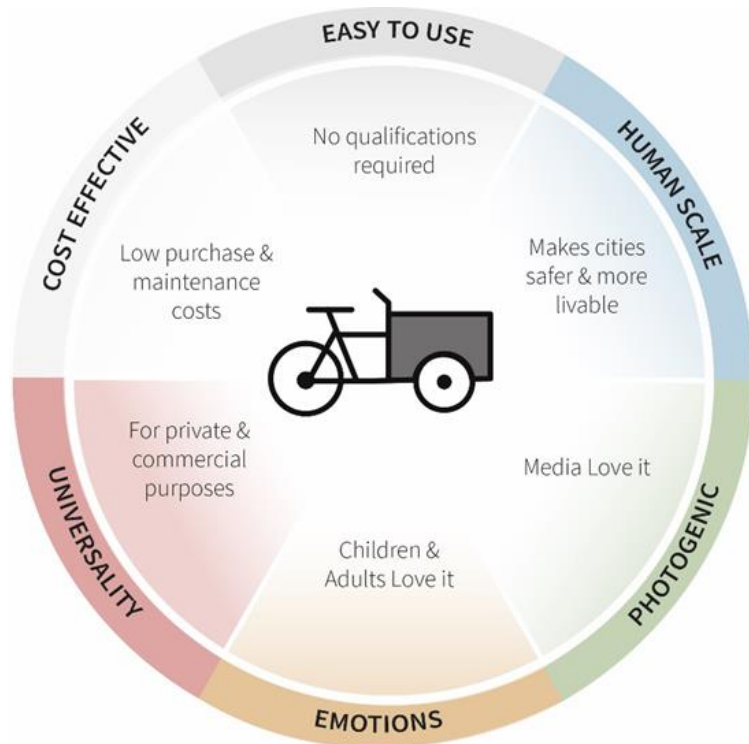 EASY TO USE
No qualifications
required
HUMAN SCALE
Makes cities
safer & more
livable
PHOTOGENIC
Media Love it
EMOTIONS
Children &
Adults Love it
UNIVERSALITY
For private &
commercial
purposes
COST EFFECTIVE
Low purchase &
maintenance
costs